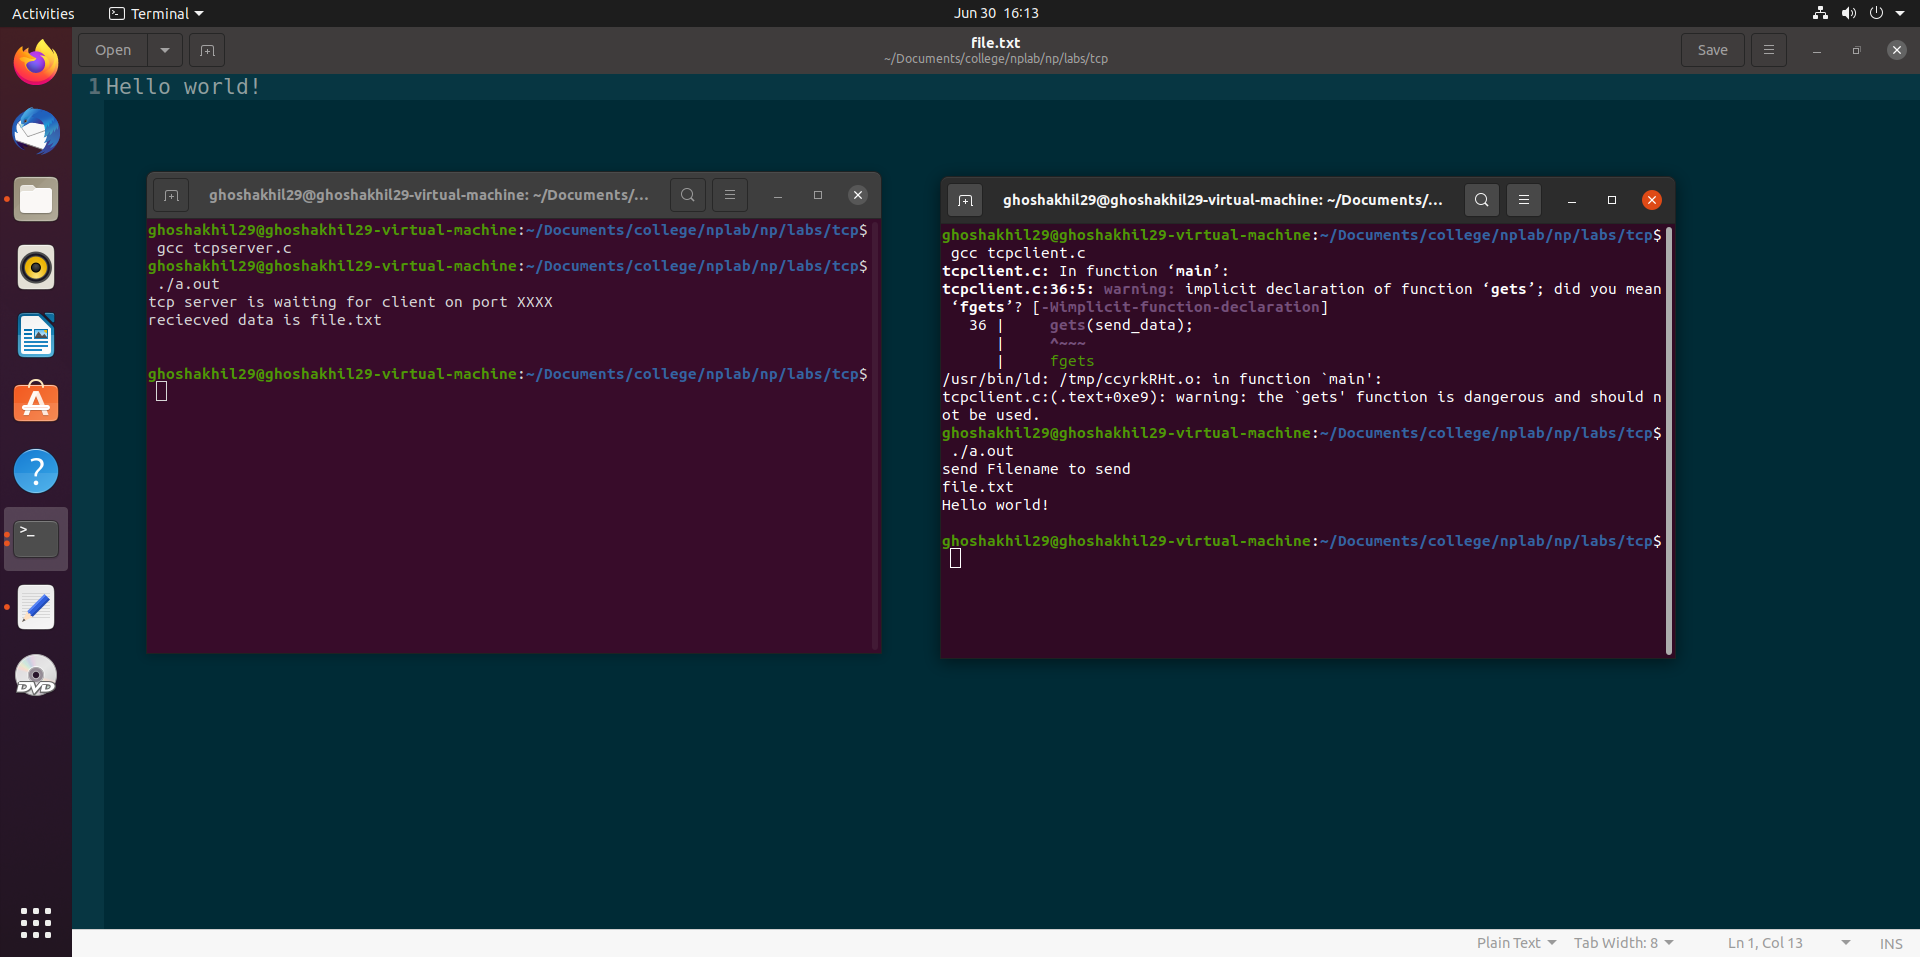 Activities
Terminal
Jun 30 16:13
Open
file.txt
~/Documents/college/nplab/np/labs/tcp
Save
1 Hello world!
ghoshakhil29@ghoshakhil29-virtual-machine: ~/Documents/...
ghoshakhil29@ghoshakhil29-virtual-machine:~/Documents/college/nplab/np/labs/tcp$
gcc tcpserver.c
ghoshakhil29@ghoshakhil29-virtual-machine:~/Documents/college/nplab/np/labs/tcp$
./a.out
tcp server is waiting for client on port XXXX
reciecved data is file.txt
ghoshakhil29@ghoshakhil29-virtual-machine:~/Documents/college/nplab/np/labs/tcp$
ghoshakhil29@ghoshakhil29-virtual-machine: ~/Documents/...
ghoshakhil29@ghoshakhil29-virtual-machine:~/Documents/college/nplab/np/labs/tcp$
gcc tcpclient.c
tcpclient.c: In function ‘main’:
tcpclient.c:36:5: warning: implicit declaration of function ‘gets’; did you mean
‘fgets’? [-Wimplicit-function-declaration]
36 | gets(send_data);
| ^~~~
| fgets
/usr/bin/ld: /tmp/ccyrkRHt.o: in function `main':
tcpclient.c:(.text+0xe9): warning: the `gets' function is dangerous and should n
ot be used.
ghoshakhil29@ghoshakhil29-virtual-machine:~/Documents/college/nplab/np/labs/tcp$
./a.out
send Filename to send
file.txt
Hello world!
ghoshakhil29@ghoshakhil29-virtual-machine:~/Documents/college/nplab/np/labs/tcp$
>_
DVD
Plain Text
Tab Width: 8
Ln 1, Col 13
INS